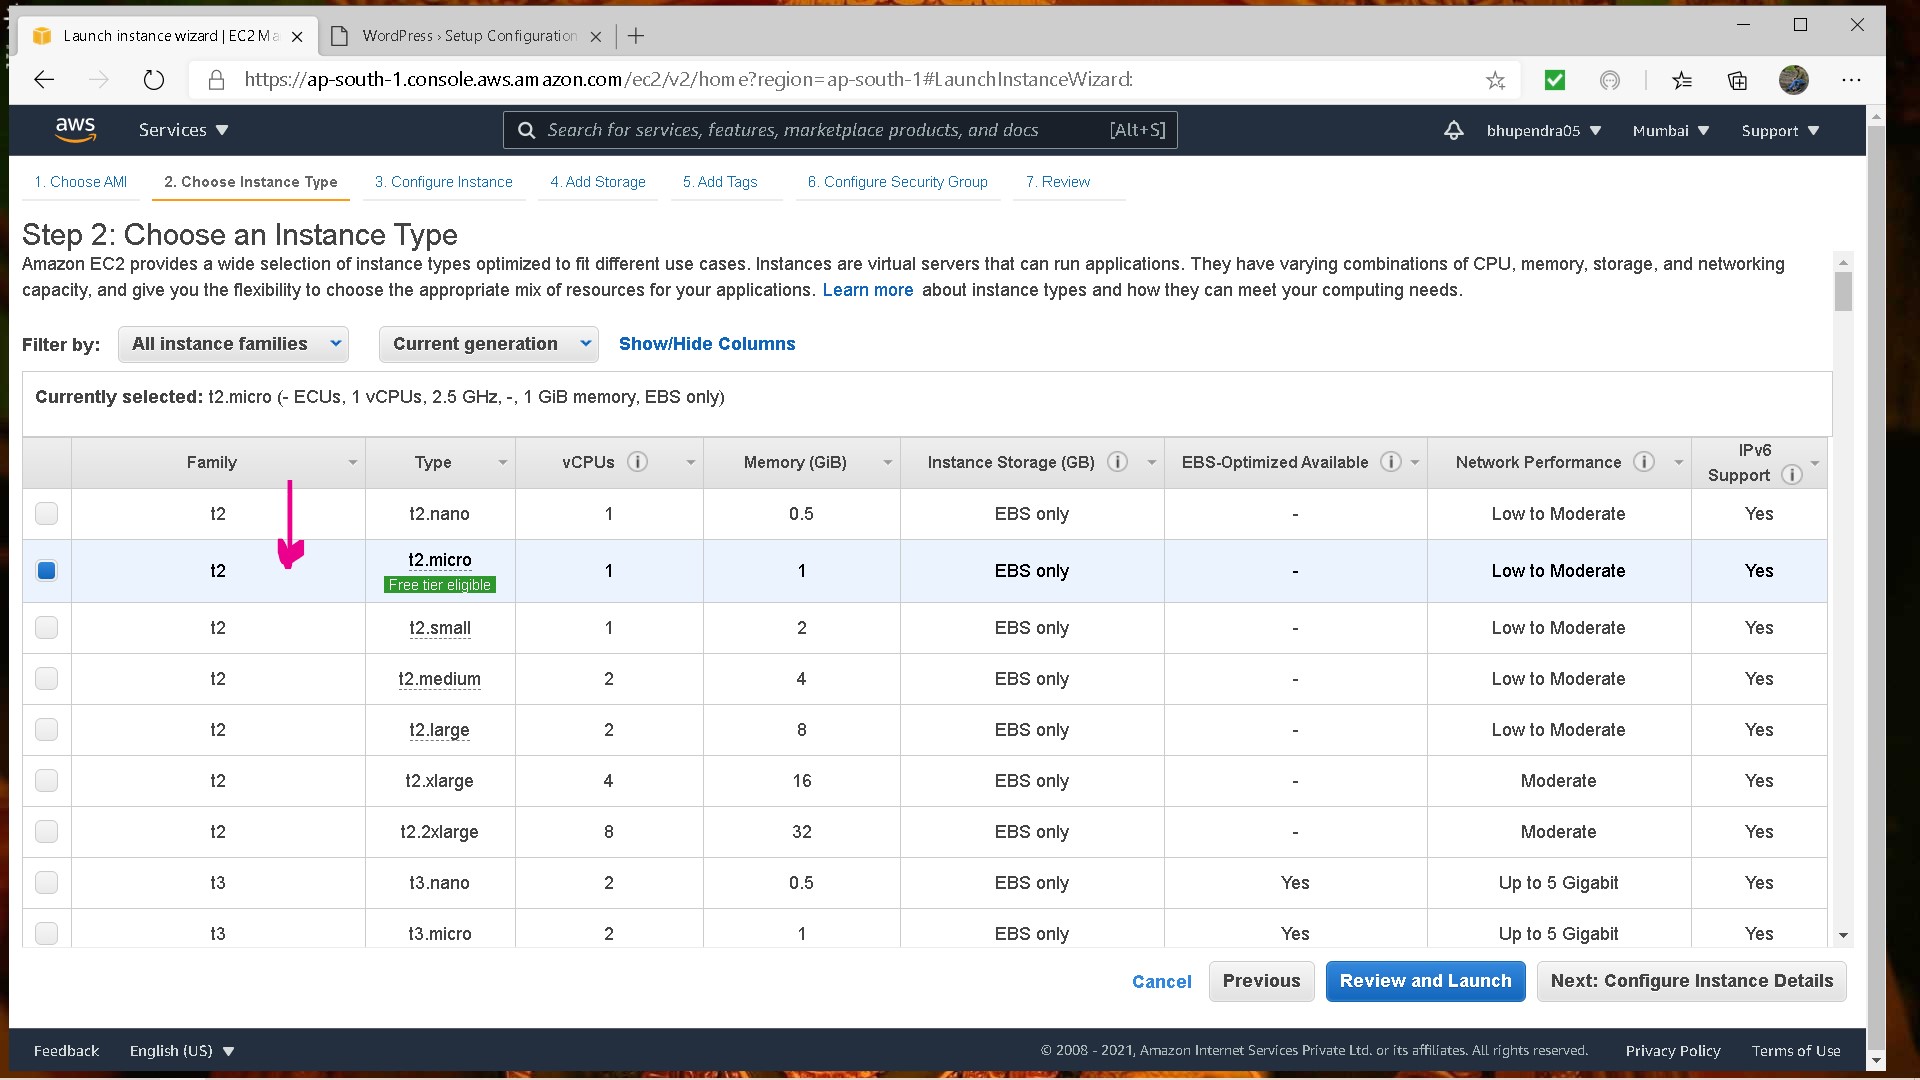 Launch instance wizard | EC2 Ma
WordPress › Setup Configuration
https://ap-south-1.console.aws.amazon.com/ec2/v2/home?region=ap-south-1#LaunchInstanceWizard:
aws
Services
Search for services, features, marketplace products, and docs
[Alt+S]
bhupendra05
Mumbai
Support
1. Choose AMI
2. Choose Instance Type
3. Configure Instance
4. Add Storage
5. Add Tags
6. Configure Security Group
7. Review
Step 2: Choose an Instance Type
Amazon EC2 provides a wide selection of instance types optimized to fit different use cases. Instances are virtual servers that can run applications. They have varying combinations of CPU, memory, storage, and networking
capacity, and give you the flexibility to choose the appropriate mix of resources for your applications. Learn more about instance types and how they can meet your computing needs.
Filter by: All instance families Current generation Show/Hide Columns
Currently selected: t2.micro (- ECUs, 1 vCPUs, 2.5 GHz, -, 1 GiB memory, EBS only)
Family Type vCPUs i Memory (GiB) Instance Storage (GB) i EBS-Optimized Available i Network Performance i IPv6 Support i
t2 t2.nano 1 0.5 EBS only - Low to Moderate Yes
t2 t2.micro 1 1 EBS only - Low to Moderate Yes
Free tier eligible
t2 t2.small 1 2 EBS only - Low to Moderate Yes
t2 t2.medium 2 4 EBS only - Low to Moderate Yes
t2 t2.large 2 8 EBS only - Low to Moderate Yes
t2 t2.xlarge 4 16 EBS only - Moderate Yes
t2 t2.2xlarge 8 32 EBS only - Moderate Yes
t3 t3.nano 2 0.5 EBS only Yes Up to 5 Gigabit Yes
t3 t3.micro 2 1 EBS only Yes Up to 5 Gigabit Yes
Cancel Previous Review and Launch Next: Configure Instance Details
Feedback English (US) © 2008 - 2021, Amazon Internet Services Private Ltd. or its affiliates. All rights reserved. Privacy Policy Terms of Use